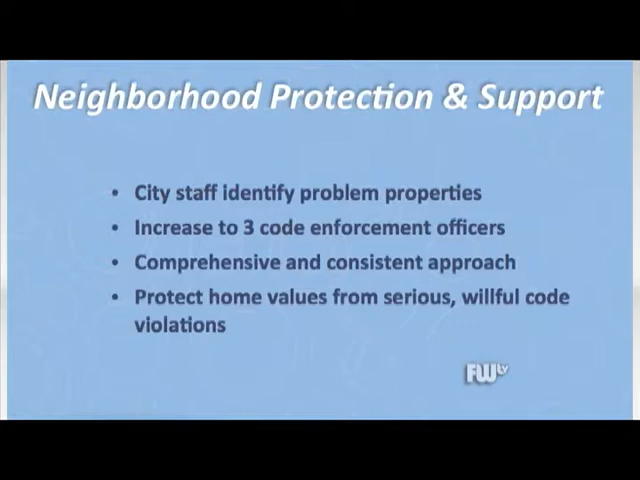 Neighborhood Protection & Support
• City staff identify problem properties
• Increase to 3 code enforcement officers
• Comprehensive and consistent approach
• Protect home values from serious, willful code
violations
FWtv